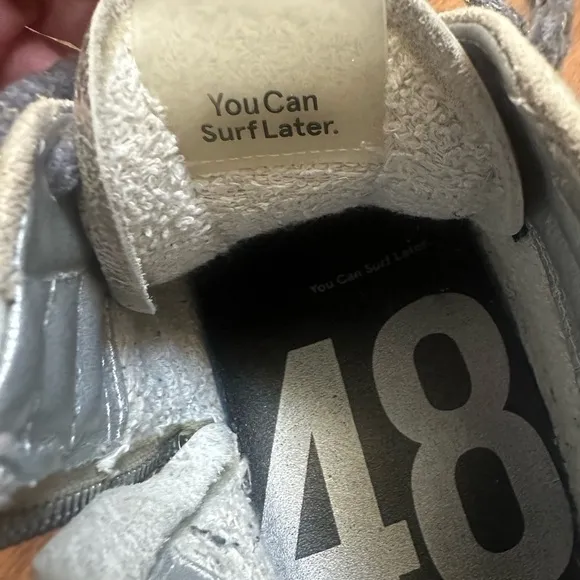 You Can
Surf Later.
You Can Surf Later.
48